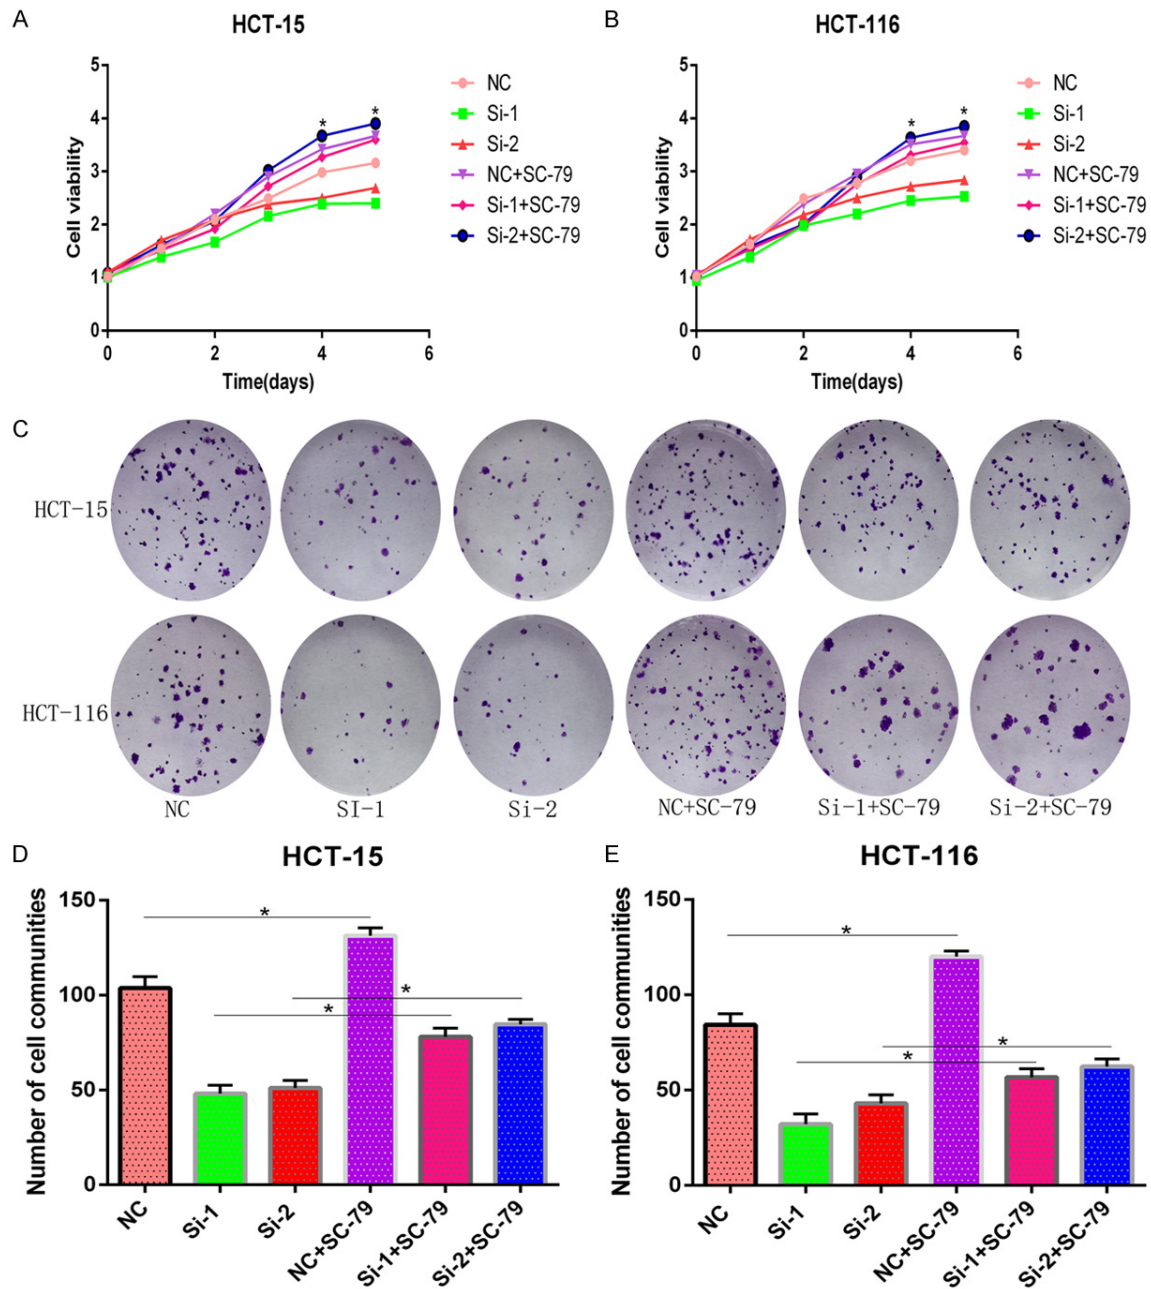 A
HCT-15
Cell viability
5
4
3
2
1
0
0 2 4 6
Time(days)
* *
NC
Si-1
Si-2
NC+SC-79
Si-1+SC-79
Si-2+SC-79
B
HCT-116
Cell viability
5
4
3
2
1
0
0 2 4 6
Time(days)
* *
NC
Si-1
Si-2
NC+SC-79
Si-1+SC-79
Si-2+SC-79
C
HCT-15
HCT-116
NC SI-1 Si-2 NC+SC-79 Si-1+SC-79 Si-2+SC-79
D
HCT-15
Number of cell communities
150
100
50
0
*
*
*
NC Si-1 Si-2 NC+SC-79 Si-1+SC-79 Si-2+SC-79
E
HCT-116
Number of cell communities
150
100
50
0
*
*
*
NC Si-1 Si-2 NC+SC-79 Si-1+SC-79 Si-2+SC-79